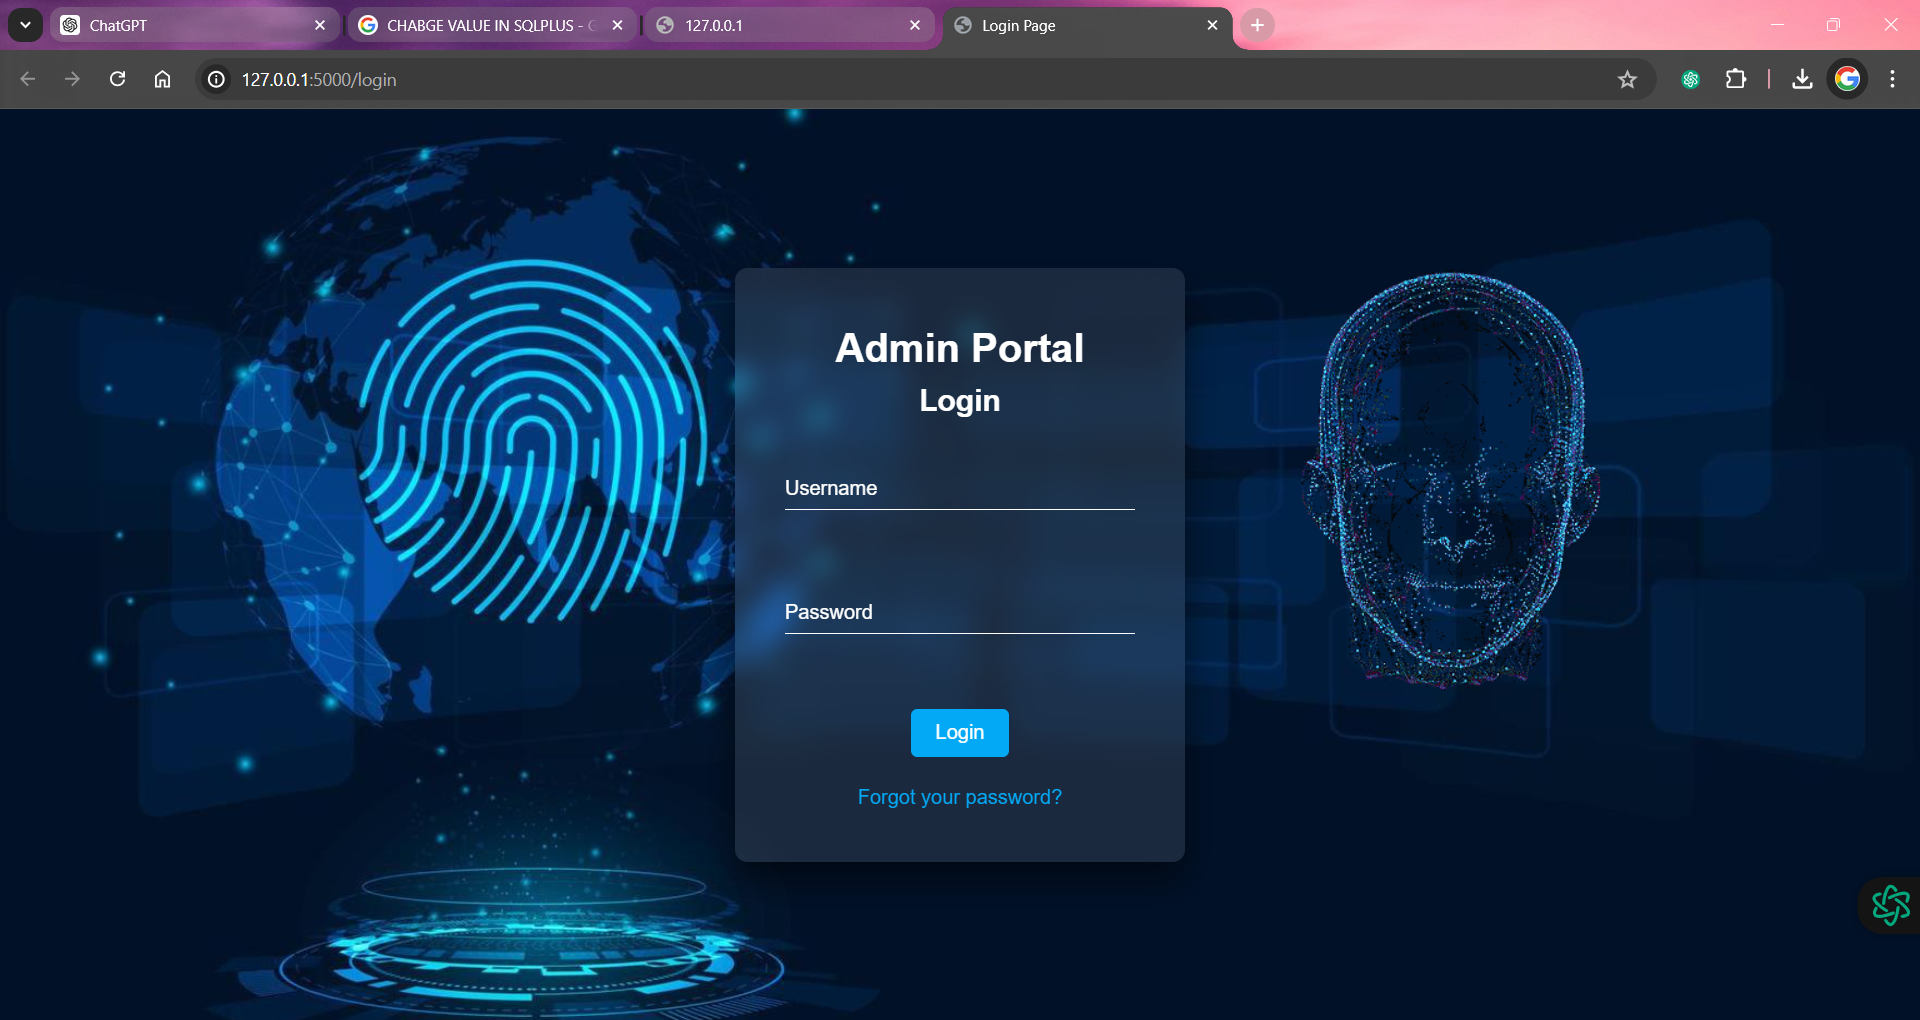 ChatGPT
CHABGE VALUE IN SQLPLUS - G
127.0.0.1
Login Page
127.0.0.1:5000/login
Admin Portal
Login
Username
Password
Login
Forgot your password?